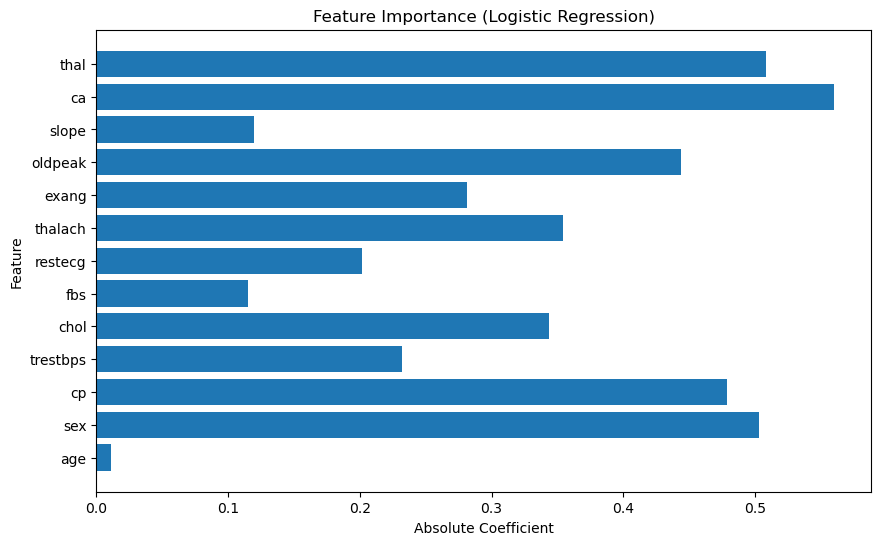 Feature Importance (Logistic Regression)
thal
ca
slope
oldpeak
exang
thalach
restecg
fbs
chol
trestbps
cp
sex
age
Feature
0.0 0.1 0.2 0.3 0.4 0.5
Absolute Coefficient